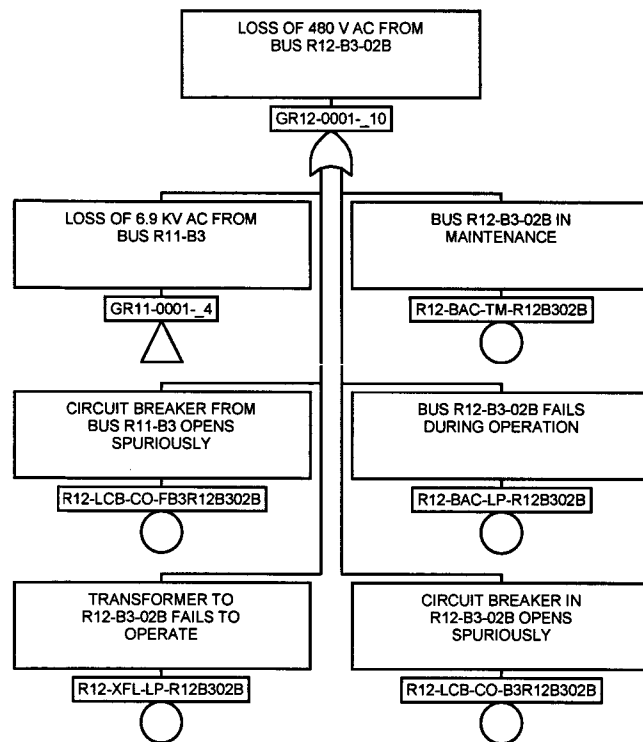 LOSS OF 480 V AC FROM
BUS R12-B3-02B
GR12-0001-_10
LOSS OF 6.9 KV AC FROM
BUS R11-B3
GR11-0001-_4
BUS R12-B3-02B IN
MAINTENANCE
R12-BAC-TM-R12B302B
CIRCUIT BREAKER FROM
BUS R11-B3 OPENS
SPURIOUSLY
R12-LCB-CO-FB3R12B302B
BUS R12-B3-02B FAILS
DURING OPERATION
R12-BAC-LP-R12B302B
TRANSFORMER TO
R12-B3-02B FAILS TO
OPERATE
R12-XFL-LP-R12B302B
CIRCUIT BREAKER IN
R12-B3-02B OPENS
SPURIOUSLY
R12-LCB-CO-B3R12B302B